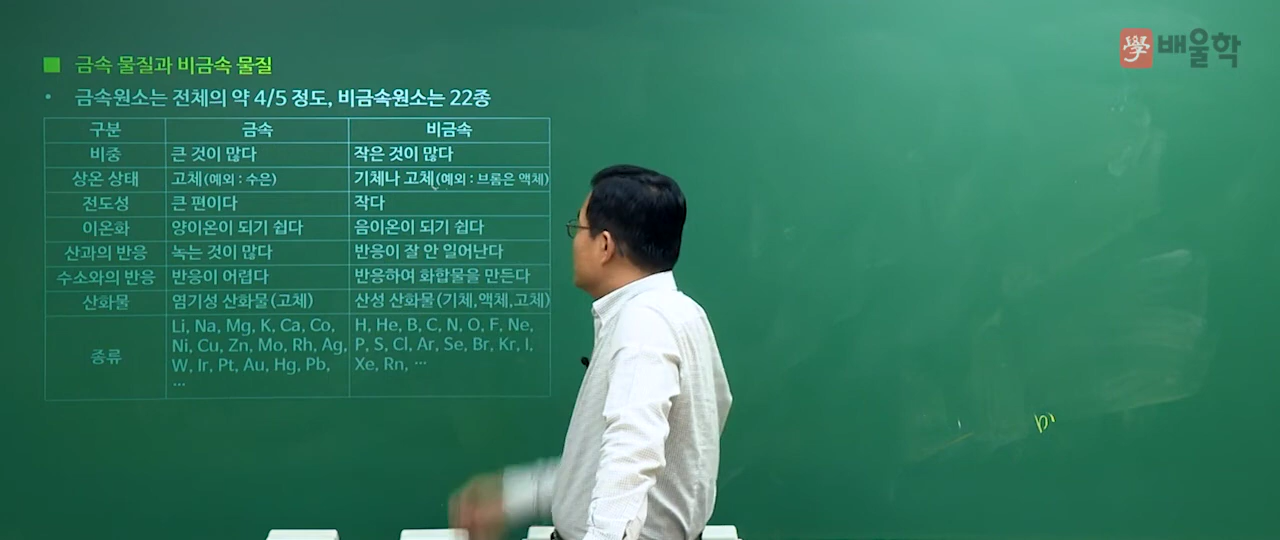 學 배울학
■ 금속 물질과 비금속 물질
• 금속원소는 전체의 약 4/5 정도, 비금속원소는 22종
구분 금속 비금속
비중 큰 것이 많다 작은 것이 많다
상온 상태 고체(예외 : 수은) 기체나 고체(예외 : 브롬은 액체)
전도성 큰 편이다 작다
이온화 양이온이 되기 쉽다 음이온이 되기 쉽다
산과의 반응 녹는 것이 많다 반응이 잘 안 일어난다
수소와의 반응 반응이 어렵다 반응하여 화합물을 만든다
산화물 염기성 산화물(고체) 산성 산화물(기체,액체,고체)
종류 Li, Na, Mg, K, Ca, Co, H, He, B, C, N, O, F, Ne,
Ni, Cu, Zn, Mo, Rh, Ag, P, S, Cl, Ar, Se, Br, Kr, I,
W, Ir, Pt, Au, Hg, Pb, Xe, Rn, …
…